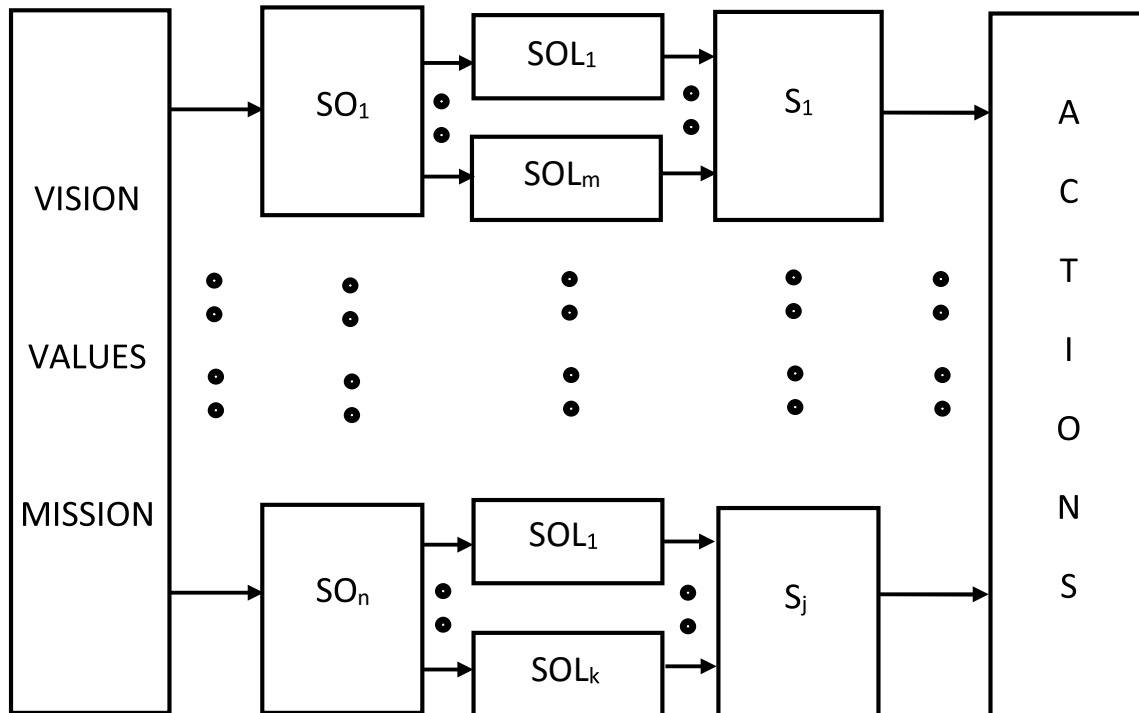 VISION
VALUES
MISSION
SO₁
SOL₁
SOLₘ
S₁
SOₙ
SOL₁
SOLₖ
Sⱼ
A
C
T
I
O
N
S